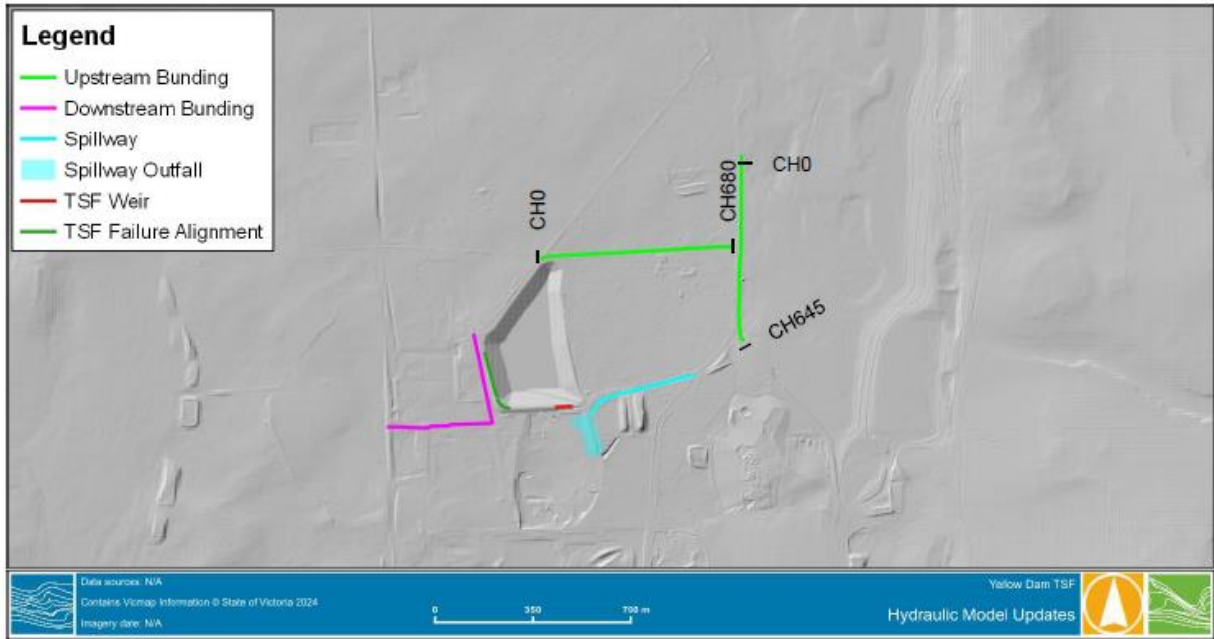 Legend
Upstream Bunding
Downstream Bunding
Spillway
Spillway Outfall
TSF Weir
TSF Failure Alignment
CH0
CH680
CH0
CH645
Data sources: N/A
Contains Vicmap Information © State of Victoria 2024
Imagery date: N/A
0 350 700 m
Yellow Dam TSF
Hydraulic Model Updates